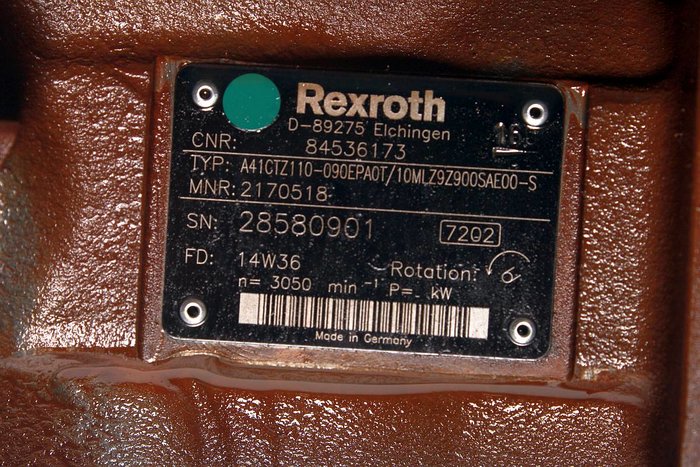 Rexroth
D-89275 Elchingen
CNR: 84536173
TYP: A41CTZ110-090EPA0T/10MLZ9Z900SAE00-S
MNR: 2170518
SN: 28580901 7202
FD: 14W36 Rotation:
n= 3050 min⁻¹ P= kW
Made in Germany